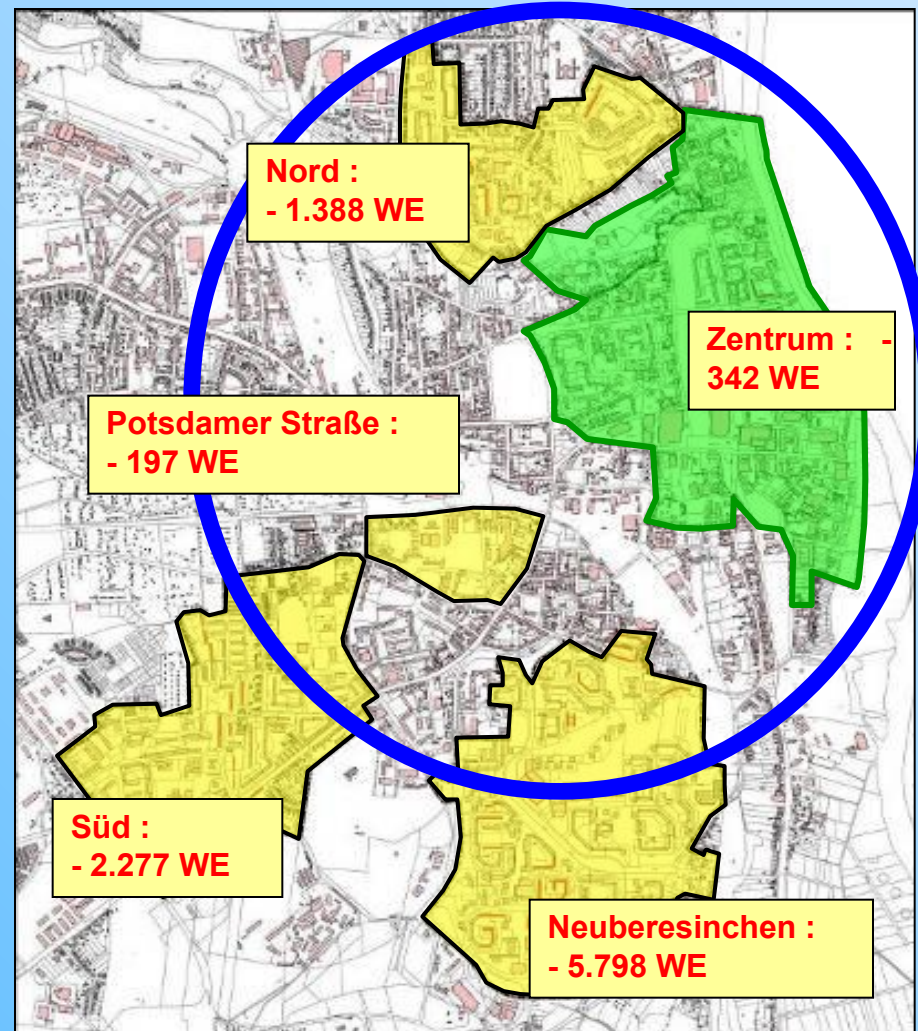 Nord :
- 1.388 WE
Zentrum : -
342 WE
Potsdamer Straße :
- 197 WE
Süd :
- 2.277 WE
Neuberesinchen :
- 5.798 WE